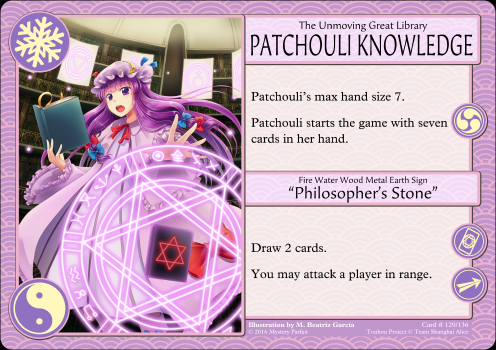 The Unmoving Great Library
PATCHOULI KNOWLEDGE
Patchouli's max hand size 7.
Patchouli starts the game with seven
cards in her hand.
Fire Water Wood Metal Earth Sign
"Philosopher's Stone"
Draw 2 cards.
You may attack a player in range.
Illustration by M. Beatriz Garcia
© 2016 Mystery Parfait
Card # 129/136
Touhou Project © Team Shanghai Alice